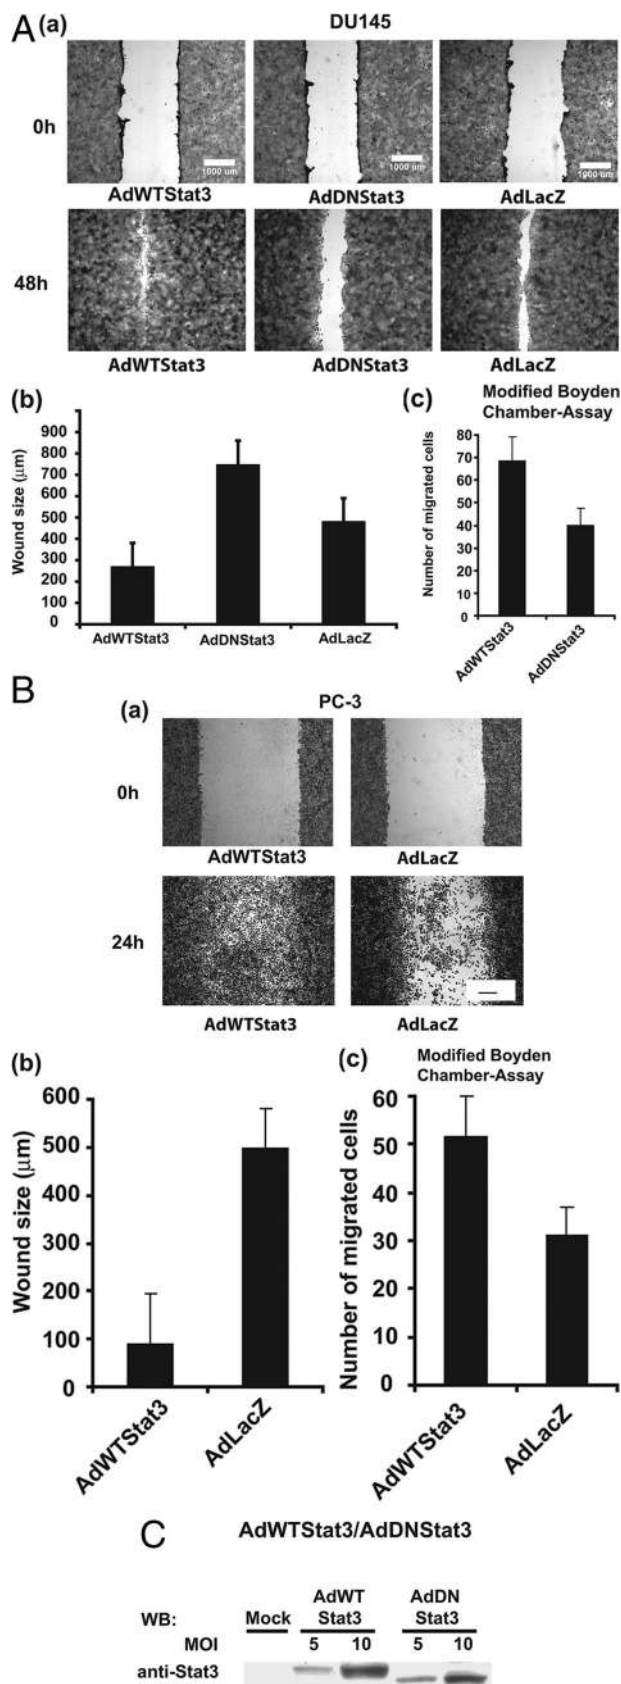 A (a) DU145
0h
1000 um 1000 um 1000 um
AdWTStat3 AdDNStat3 AdLacZ
48h
AdWTStat3 AdDNStat3 AdLacZ
(b)
Wound size (μm)
900
800
700
600
500
400
300
200
100
0
AdWTStat3 AdDNStat3 AdLacZ
(c) Modified Boyden
Chamber-Assay
Number of migrated cells
80
70
60
50
40
30
20
10
0
AdWTStat3 AdDNStat3
B PC-3
(a)
0h
AdWTStat3 AdLacZ
24h
AdWTStat3 AdLacZ
(b)
Wound size (μm)
600
500
400
300
200
100
0
AdWTStat3 AdLacZ
(c) Modified Boyden
Chamber-Assay
Number of migrated cells
60
50
40
30
20
10
0
AdWTStat3 AdLacZ
C AdWTStat3/AdDNStat3
AdWT AdDN
WB: Mock Stat3 Stat3
MOI 5 10 5 10
anti-Stat3